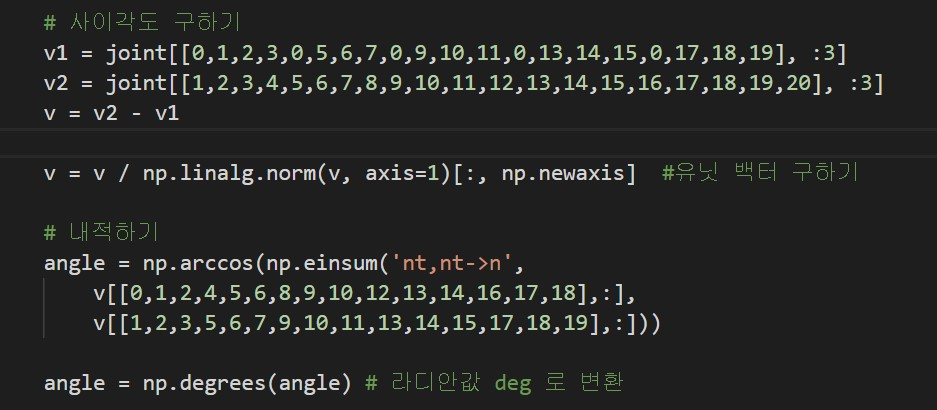 # 사이각도 구하기
v1 = joint[[0,1,2,3,0,5,6,7,0,9,10,11,0,13,14,15,0,17,18,19], :3]
v2 = joint[[1,2,3,4,5,6,7,8,9,10,11,12,13,14,15,16,17,18,19,20], :3]
v = v2 - v1
v = v / np.linalg.norm(v, axis=1)[:, np.newaxis]  #유닛 백터 구하기
# 내적하기
angle = np.arccos(np.einsum('nt,nt->n',
    v[[0,1,2,4,5,6,8,9,10,12,13,14,16,17,18],:],
    v[[1,2,3,5,6,7,9,10,11,13,14,15,17,18,19],:]))
angle = np.degrees(angle) # 라디안값 deg 로 변환